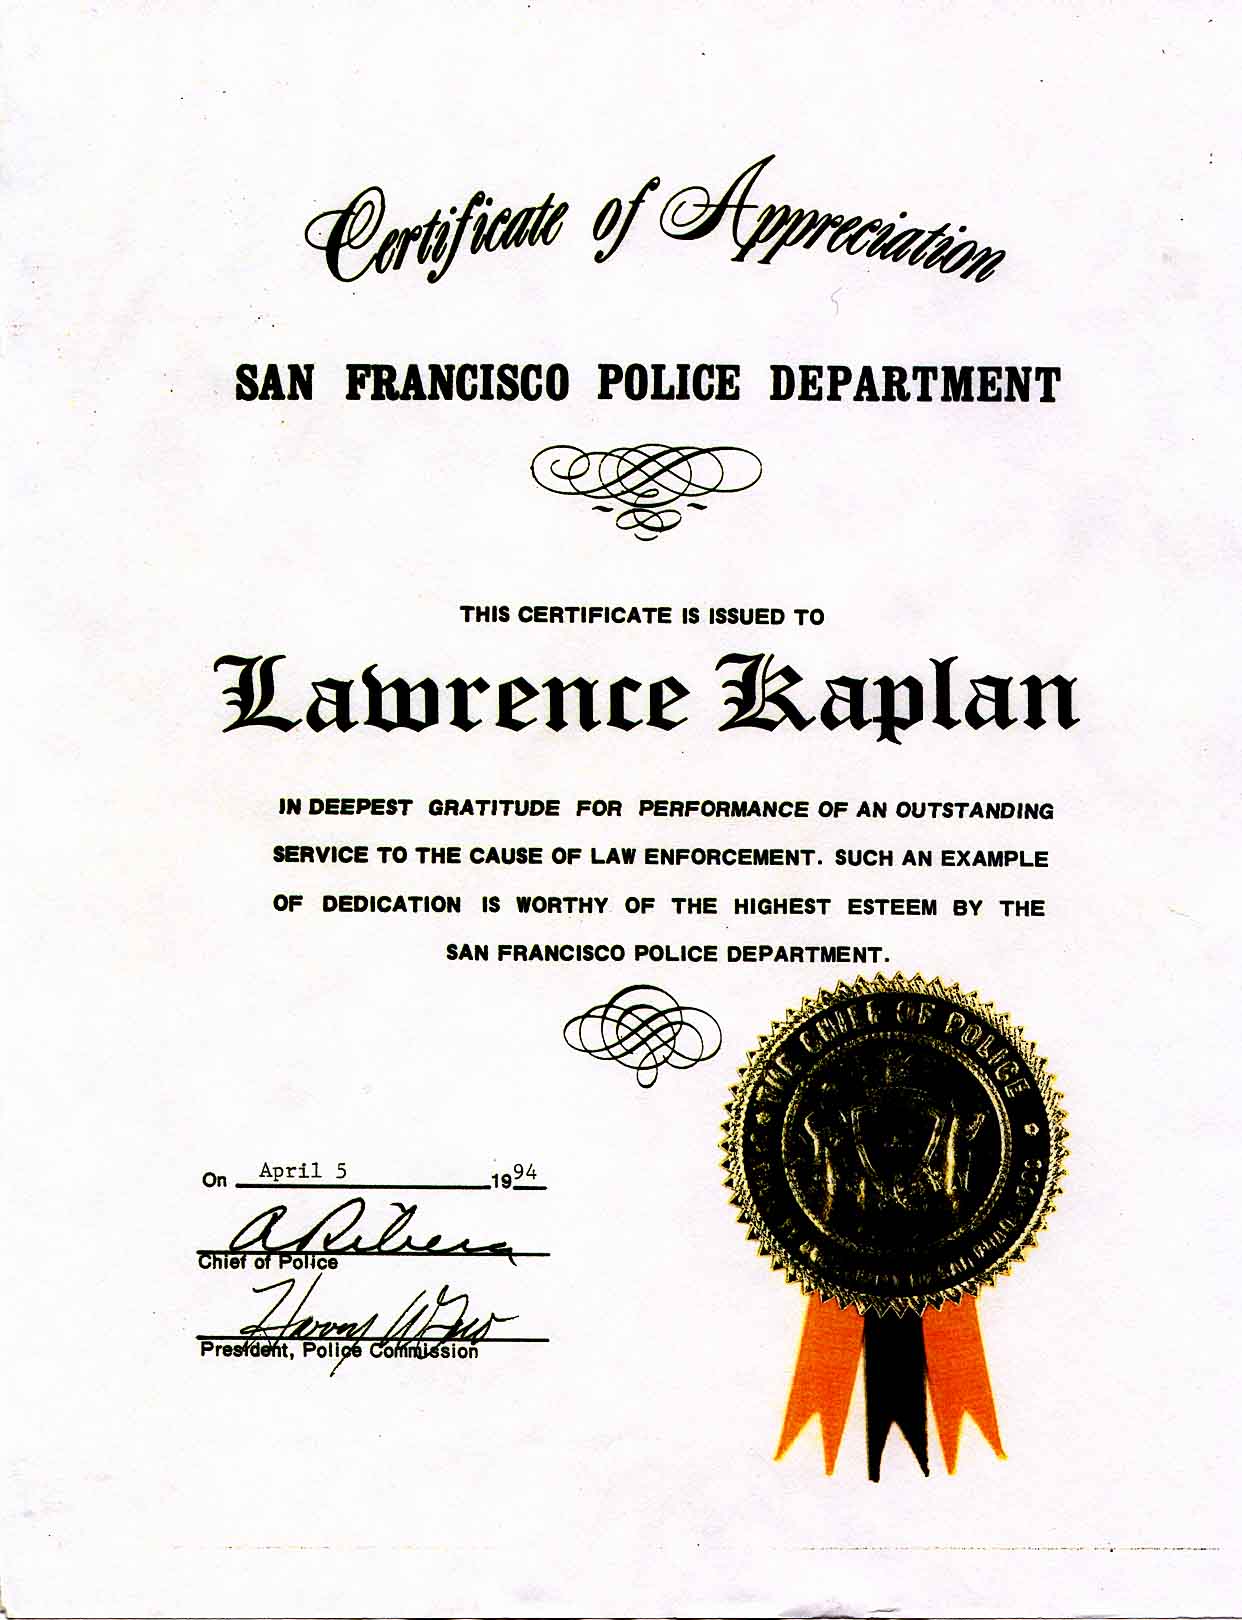 Certificate of Appreciation
SAN FRANCISCO POLICE DEPARTMENT
THIS CERTIFICATE IS ISSUED TO
Lawrence Kaplan
IN DEEPEST GRATITUDE FOR PERFORMANCE OF AN OUTSTANDING
SERVICE TO THE CAUSE OF LAW ENFORCEMENT. SUCH AN EXAMPLE
OF DEDICATION IS WORTHY OF THE HIGHEST ESTEEM BY THE
SAN FRANCISCO POLICE DEPARTMENT.
THE CHIEF OF POLICE
On April 5 1994
A Ribera
Chief of Police
Harry
President, Police Commission